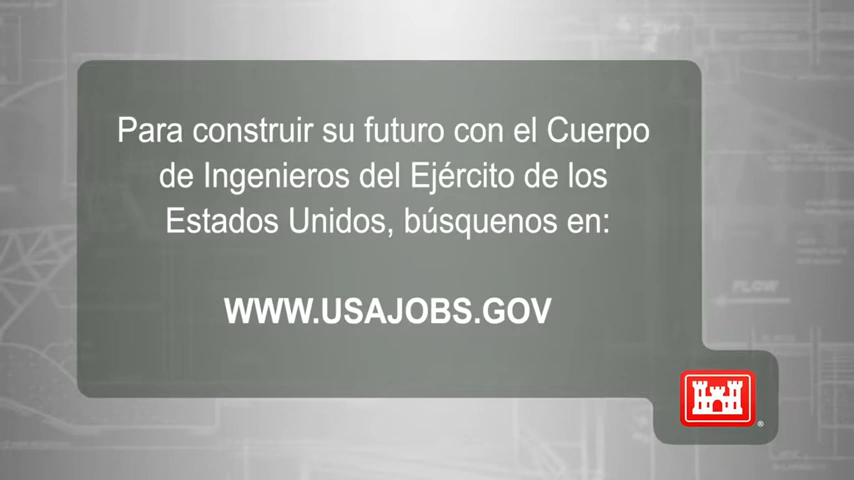 Para construir su futuro con el Cuerpo
de Ingenieros del Ejército de los
Estados Unidos, búsquenos en:
WWW.USAJOBS.GOV
FLOW
®